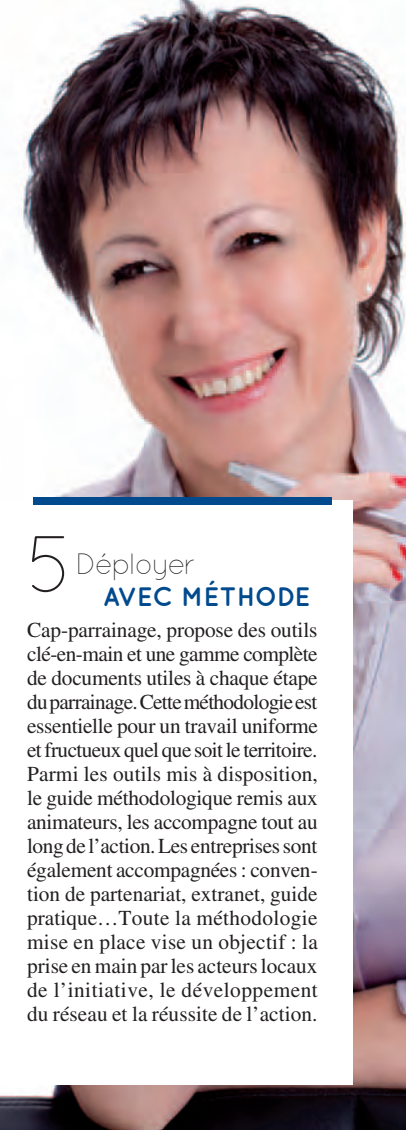 5 Déployer
AVEC MÉTHODE
Cap-parrainage, propose des outils
clé-en-main et une gamme complète
de documents utiles à chaque étape
du parrainage. Cette méthodologie est
essentielle pour un travail uniforme
et fructueux quel que soit le territoire.
Parmi les outils mis à disposition,
le guide méthodologique remis aux
animateurs, les accompagne tout au
long de l'action. Les entreprises sont
également accompagnées : conven-
tion de partenariat, extranet, guide
pratique…Toute la méthodologie
mise en place vise un objectif : la
prise en main par les acteurs locaux
de l'initiative, le développement
du réseau et la réussite de l'action.